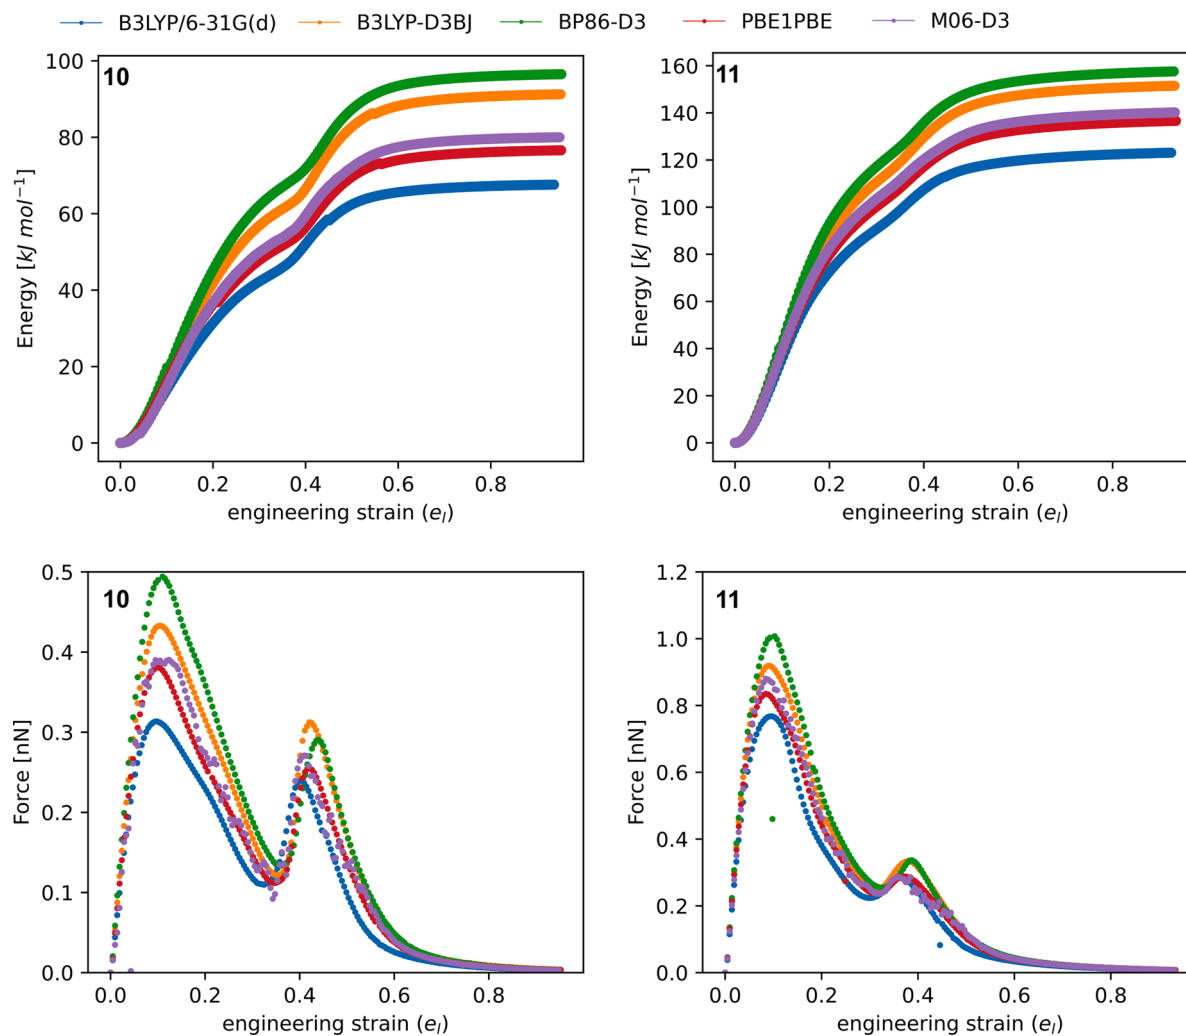 B3LYP/6-31G(d) B3LYP-D3BJ BP86-D3 PBE1PBE M06-D3
10
100
80
60
40
20
0
Energy [kJ mol−1]
0.0 0.2 0.4 0.6 0.8
engineering strain (el)
11
160
140
120
100
80
60
40
20
0
Energy [kJ mol−1]
0.0 0.2 0.4 0.6 0.8
engineering strain (el)
10
0.5
0.4
0.3
0.2
0.1
0.0
Force [nN]
0.0 0.2 0.4 0.6 0.8
engineering strain (el)
11
1.2
1.0
0.8
0.6
0.4
0.2
0.0
Force [nN]
0.0 0.2 0.4 0.6 0.8
engineering strain (el)